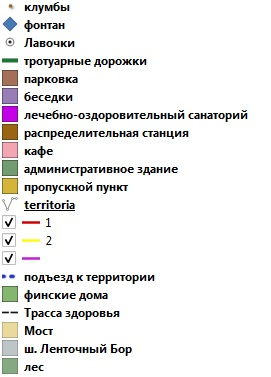 клумбы
фонтан
Лавочки
тротуарные дорожки
парковка
беседки
лечебно-оздоровительный санаторий
распределительная станция
кафе
административное здание
пропускной пункт
territoria
1
2
подъезд к территории
финские дома
Трасса здоровья
Мост
ш. Ленточный Бор
лес